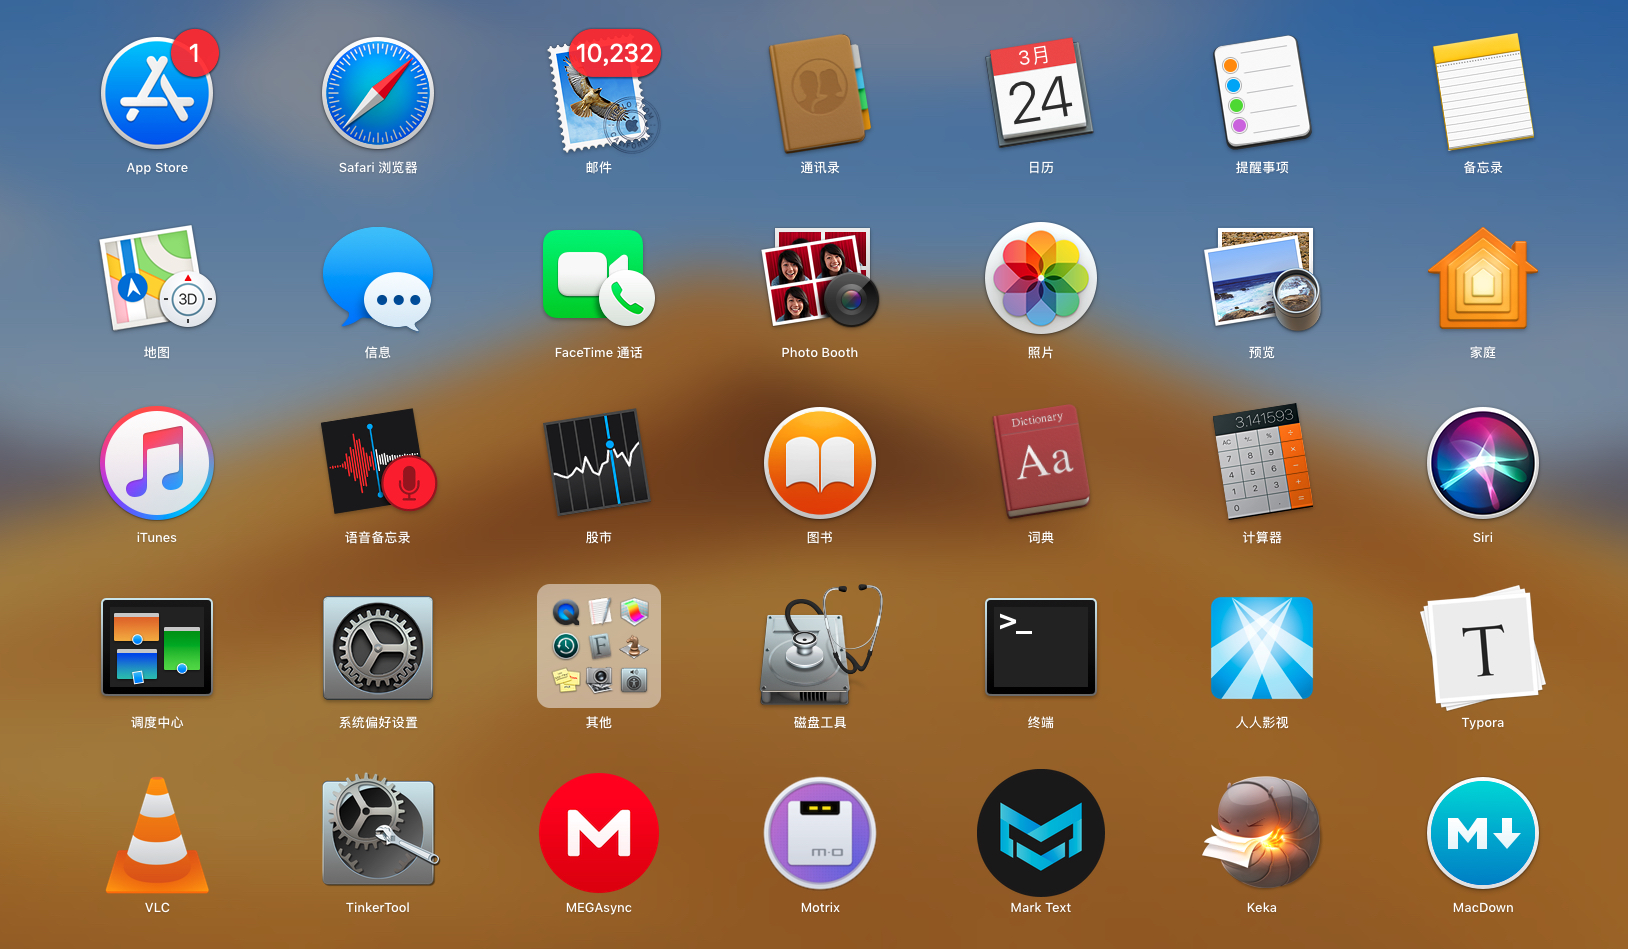 1
10,232
3月
24
App Store
Safari 浏览器
邮件
通讯录
日历
提醒事项
备忘录
3D
地图
信息
FaceTime 通话
Photo Booth
照片
预览
家庭
Dictionary
Aa
3.141593
AC
7 8 9
4 5 6
1 2 3
0
iTunes
语音备忘录
股市
图书
词典
计算器
Siri
>_
T
调度中心
系统偏好设置
其他
磁盘工具
终端
人人影视
Typora
M
m-o
M
VLC
TinkerTool
MEGAsync
Motrix
Mark Text
Keka
MacDown